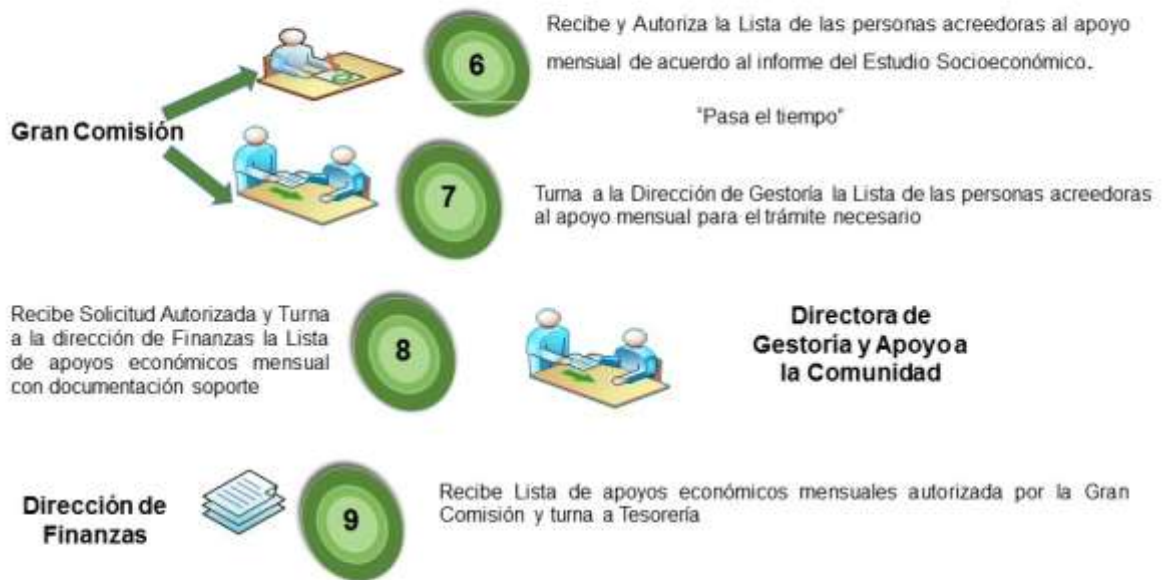 Gran Comisión
6
Recibe y Autoriza la Lista de las personas acreedoras al apoyo
mensual de acuerdo al informe del Estudio Socioeconómico.
"Pasa el tiempo"
7
Turna a la Dirección de Gestoría la Lista de las personas acreedoras
al apoyo mensual para el trámite necesario
Recibe Solicitud Autorizada y Turna
a la dirección de Finanzas la Lista
de apoyos económicos mensual
con documentación soporte
8
Directora de
Gestoría y Apoyo a
la Comunidad
Dirección de
Finanzas
9
Recibe Lista de apoyos económicos mensuales autorizada por la Gran
Comisión y turna a Tesorería